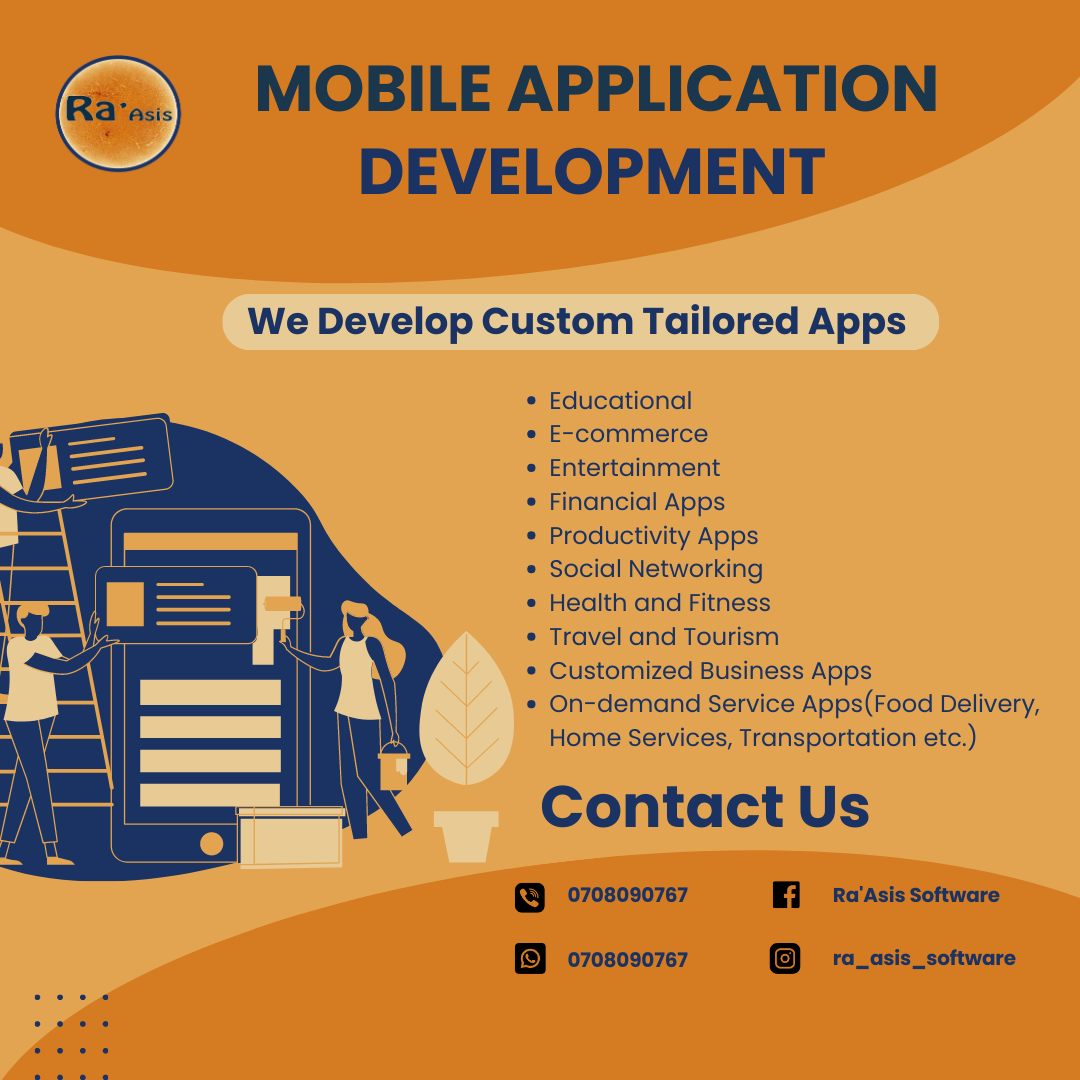 Ra'Asis
MOBILE APPLICATION
DEVELOPMENT
We Develop Custom Tailored Apps
Educational
E-commerce
Entertainment
Financial Apps
Productivity Apps
Social Networking
Health and Fitness
Travel and Tourism
Customized Business Apps
On-demand Service Apps(Food Delivery,
Home Services, Transportation etc.)
Contact Us
0708090767
Ra'Asis Software
0708090767
ra_asis_software